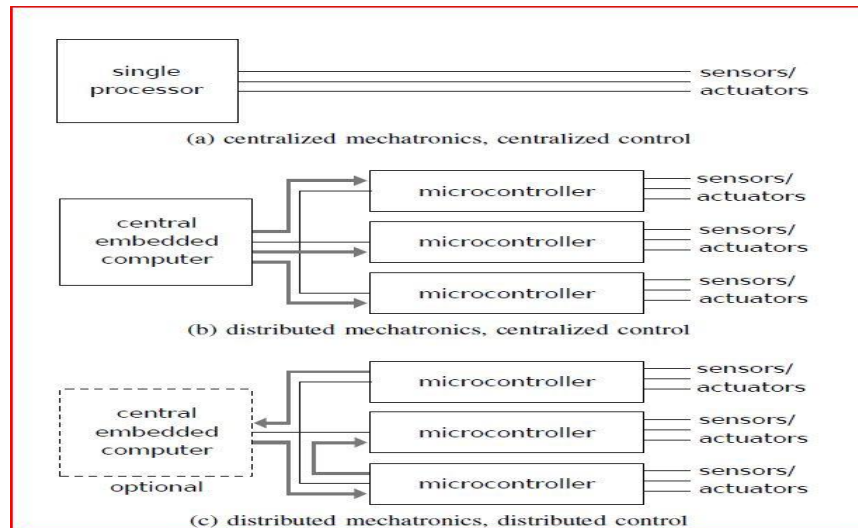 single
processor
sensors/
actuators
(a) centralized mechatronics, centralized control
central
embedded
computer
microcontroller
sensors/
actuators
microcontroller
sensors/
actuators
microcontroller
sensors/
actuators
(b) distributed mechatronics, centralized control
central
embedded
computer
optional
microcontroller
sensors/
actuators
microcontroller
sensors/
actuators
microcontroller
sensors/
actuators
(c) distributed mechatronics, distributed control